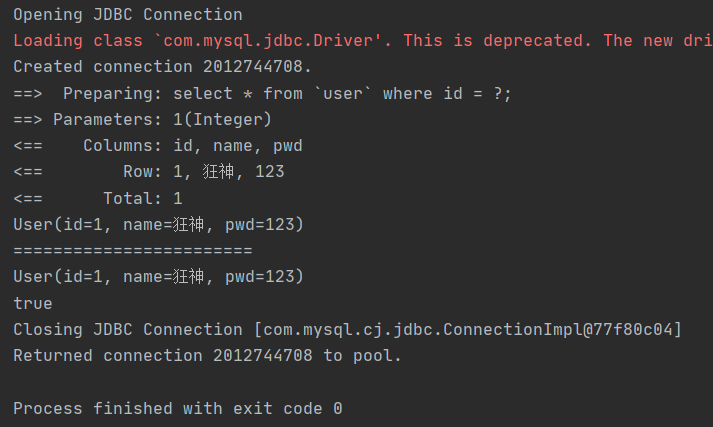 Opening JDBC Connection
Loading class `com.mysql.jdbc.Driver'. This is deprecated. The new dri
Created connection 2012744708.
==>  Preparing: select * from `user` where id = ?;
==> Parameters: 1(Integer)
<==    Columns: id, name, pwd
<==        Row: 1, 狂神, 123
<==      Total: 1
User(id=1, name=狂神, pwd=123)
========================
User(id=1, name=狂神, pwd=123)
true
Closing JDBC Connection [com.mysql.cj.jdbc.ConnectionImpl@77f80c04]
Returned connection 2012744708 to pool.
Process finished with exit code 0